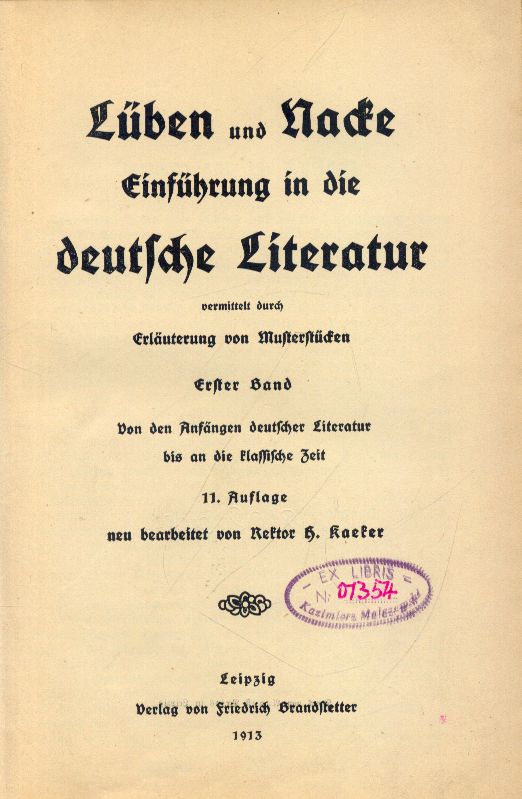 Lüben und Nacke
Einführung in die
deutsche Literatur
vermittelt durch
Erläuterung von Musterstücken
Erster Band
Von den Anfängen deutscher Literatur
bis an die klassische Zeit
11. Auflage
neu bearbeitet von Rektor H. Kaeker
– EX LIBRIS –
N. 01354
Kazimierz
Leipzig
Verlag von Friedrich Brandstetter
1913